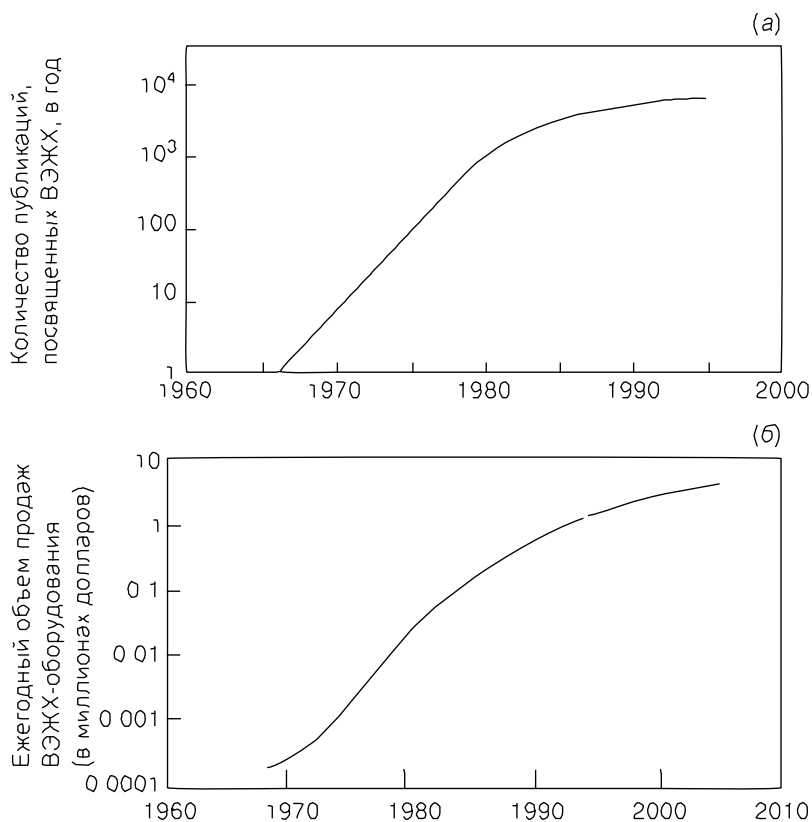 (а)
Количество публикаций,
посвященных ВЭЖХ, в год
10⁴
10³
100
10
1
1960 1970 1980 1990 2000
(б)
Ежегодный объем продаж
ВЭЖХ-оборудования
(в миллионах долларов)
10
1
0 1
0 01
0 001
0 0001
1960 1970 1980 1990 2000 2010